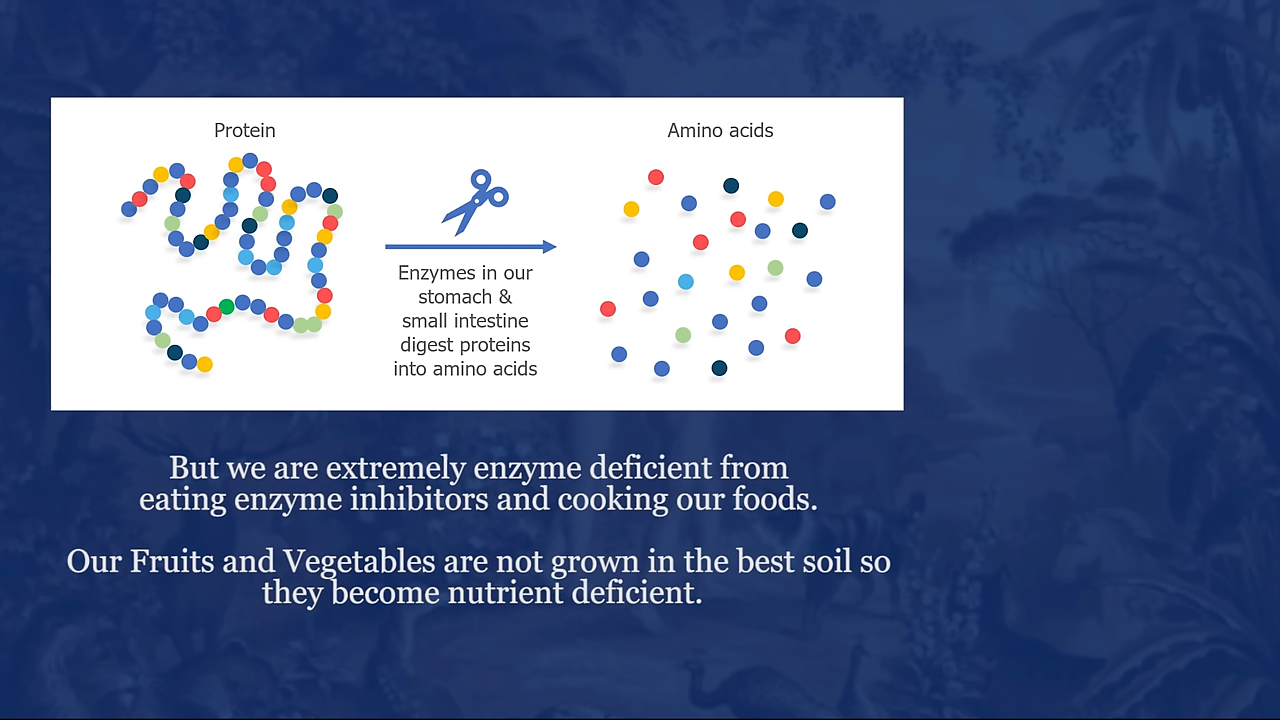 Protein
Amino acids
Enzymes in our
stomach &
small intestine
digest proteins
into amino acids
But we are extremely enzyme deficient from
eating enzyme inhibitors and cooking our foods.
Our Fruits and Vegetables are not grown in the best soil so
they become nutrient deficient.